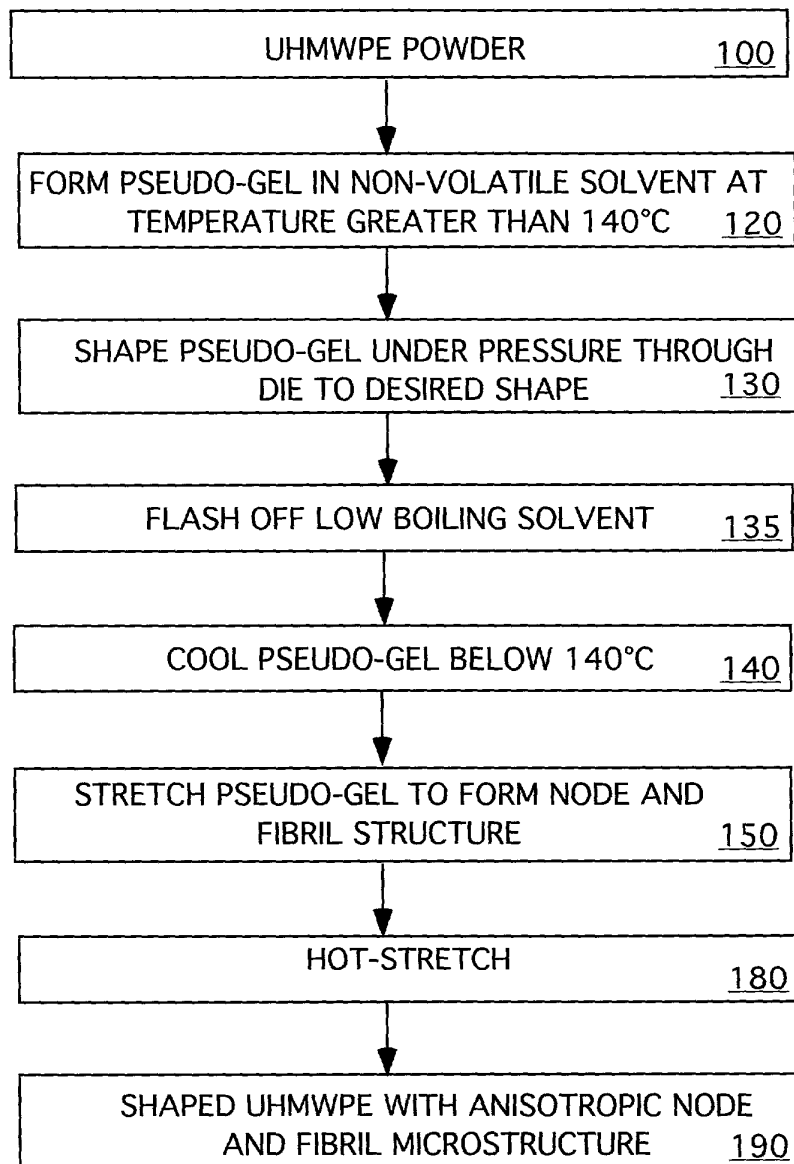 UHMWPE POWDER 100
FORM PSEUDO-GEL IN NON-VOLATILE SOLVENT AT
TEMPERATURE GREATER THAN 140°C 120
SHAPE PSEUDO-GEL UNDER PRESSURE THROUGH
DIE TO DESIRED SHAPE 130
FLASH OFF LOW BOILING SOLVENT 135
COOL PSEUDO-GEL BELOW 140°C 140
STRETCH PSEUDO-GEL TO FORM NODE AND
FIBRIL STRUCTURE 150
HOT-STRETCH 180
SHAPED UHMWPE WITH ANISOTROPIC NODE
AND FIBRIL MICROSTRUCTURE 190